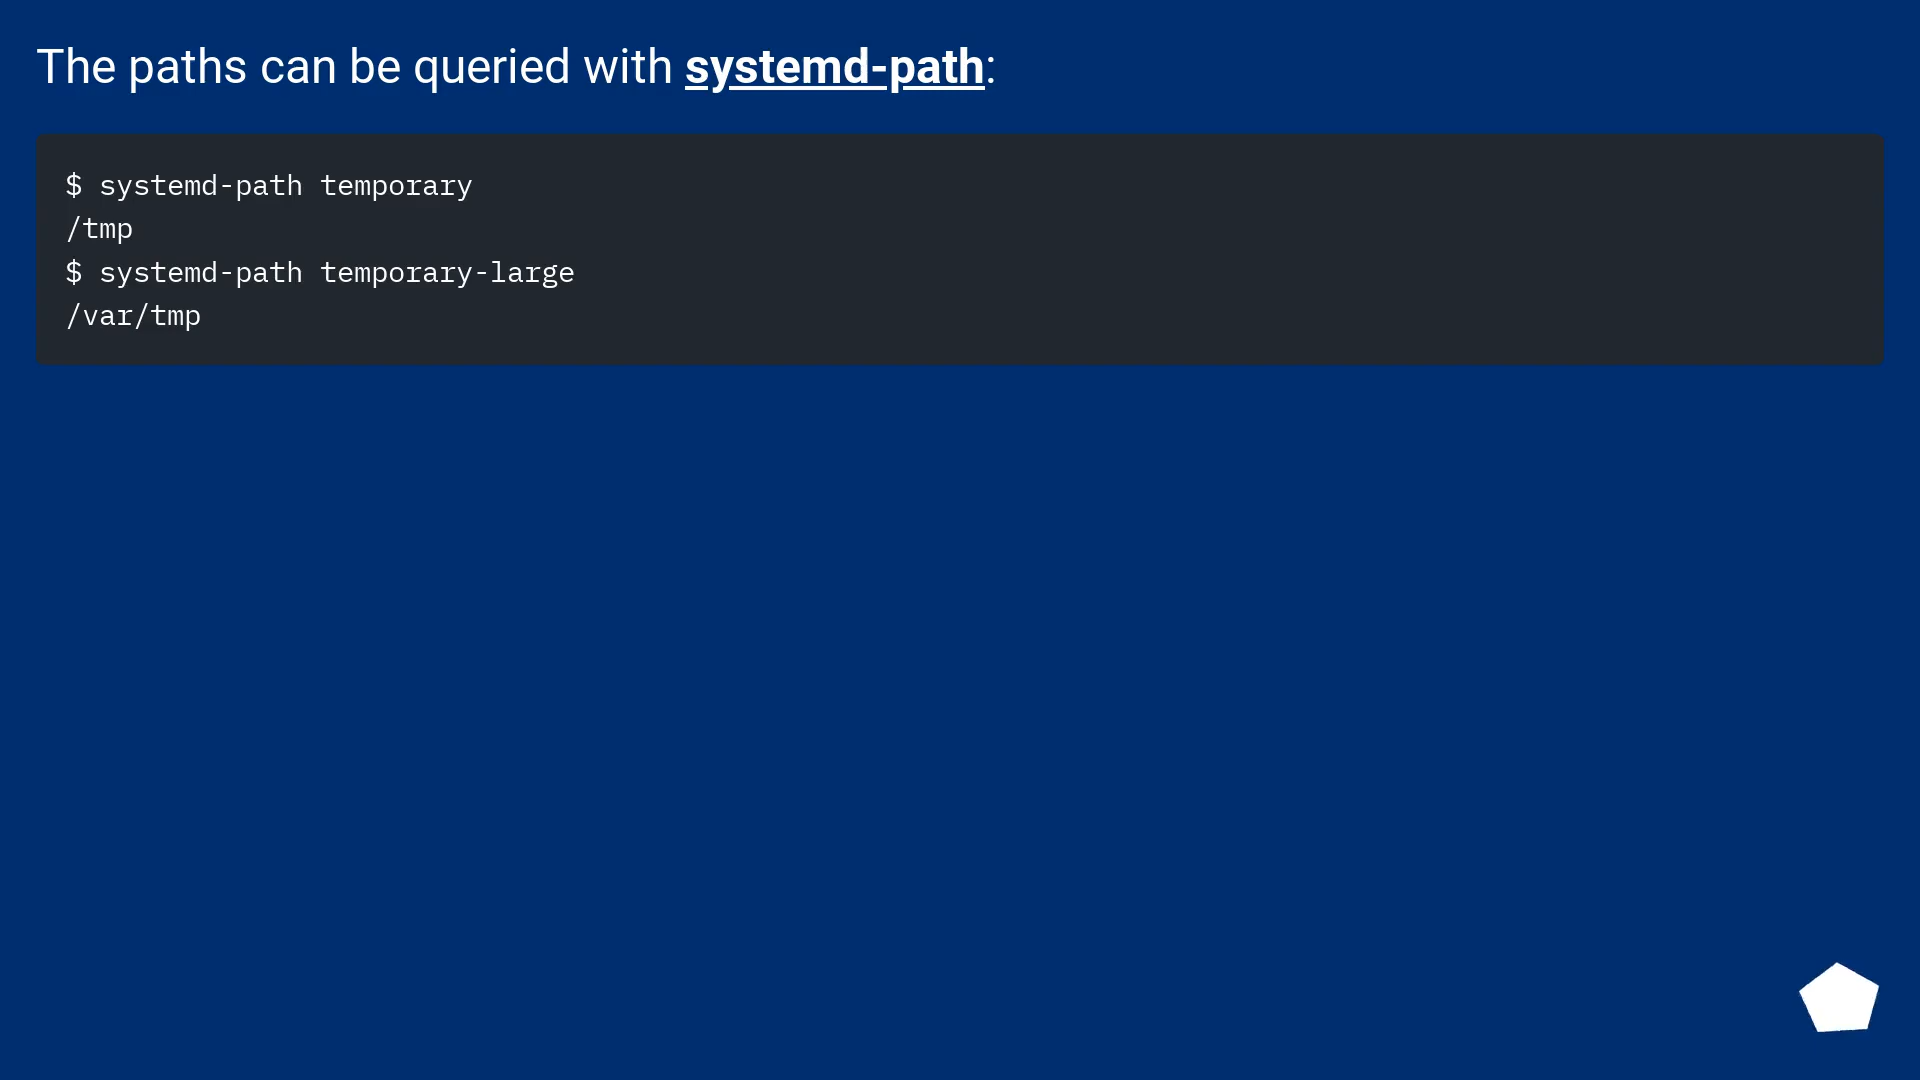 The paths can be queried with systemd-path:
$ systemd-path temporary
/tmp
$ systemd-path temporary-large
/var/tmp